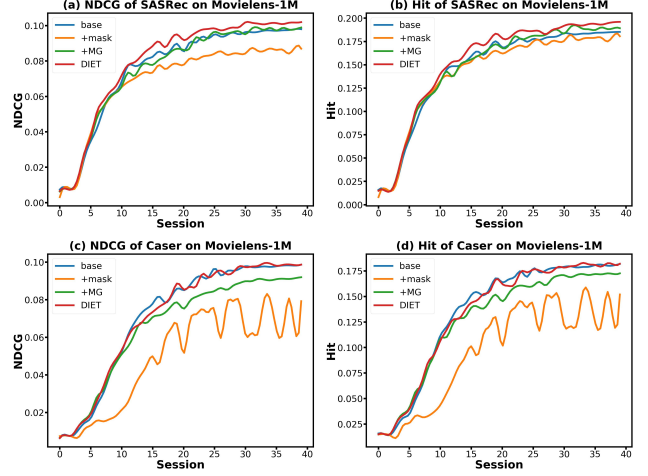 (a) NDCG of SASRec on Movielens-1M
base
+mask
+MG
DIET
NDCG
0.10
0.08
0.06
0.04
0.02
0.00
0 5 10 15 20 25 30 35 40
Session
(b) Hit of SASRec on Movielens-1M
base
+mask
+MG
DIET
Hit
0.200
0.175
0.150
0.125
0.100
0.075
0.050
0.025
0.000
0 5 10 15 20 25 30 35 40
Session
(c) NDCG of Caser on Movielens-1M
base
+mask
+MG
DIET
NDCG
0.10
0.08
0.06
0.04
0.02
0 5 10 15 20 25 30 35 40
Session
(d) Hit of Caser on Movielens-1M
base
+mask
+MG
DIET
Hit
0.175
0.150
0.125
0.100
0.075
0.050
0.025
0 5 10 15 20 25 30 35 40
Session